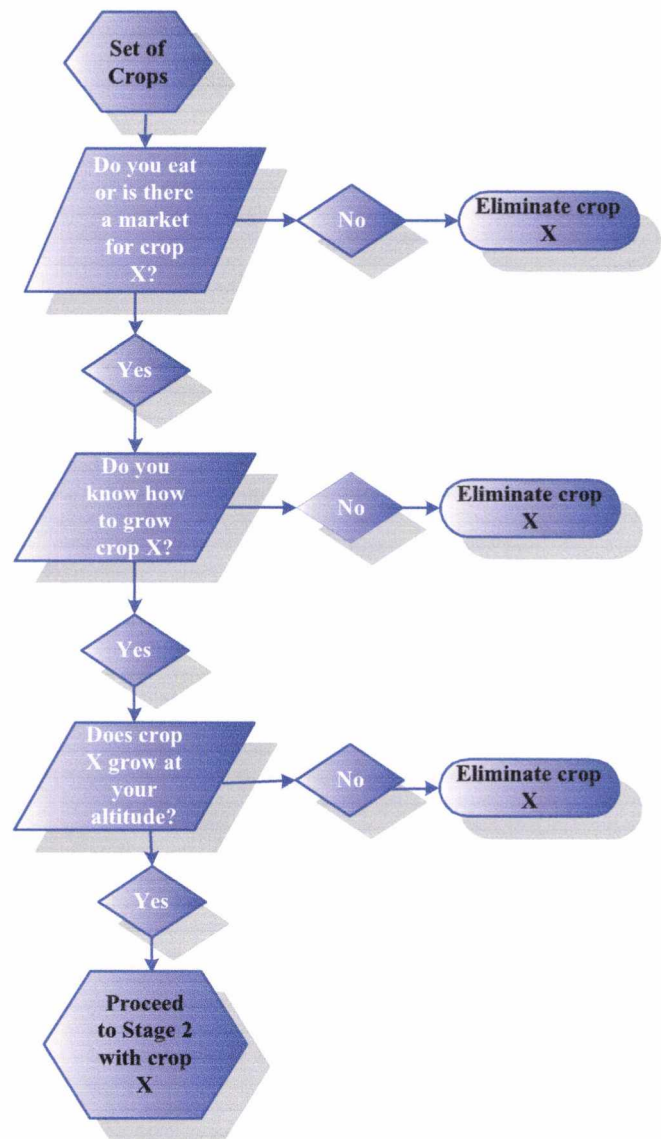 Set of
Crops
Do you eat
or is there
a market
for crop
X?
No
Eliminate crop
X
Yes
Do you
know how
to grow
crop X?
No
Eliminate crop
X
Yes
Does crop
X grow at
your
altitude?
No
Eliminate crop
X
Yes
Proceed
to Stage 2
with crop
X